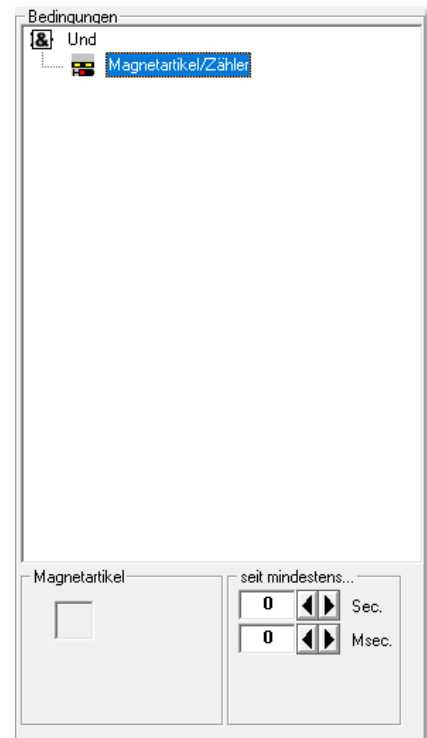 Bedingungen
& Und
Magnetartikel/Zähler
Magnetartikel
seit mindestens...
0 Sec.
0 Msec.